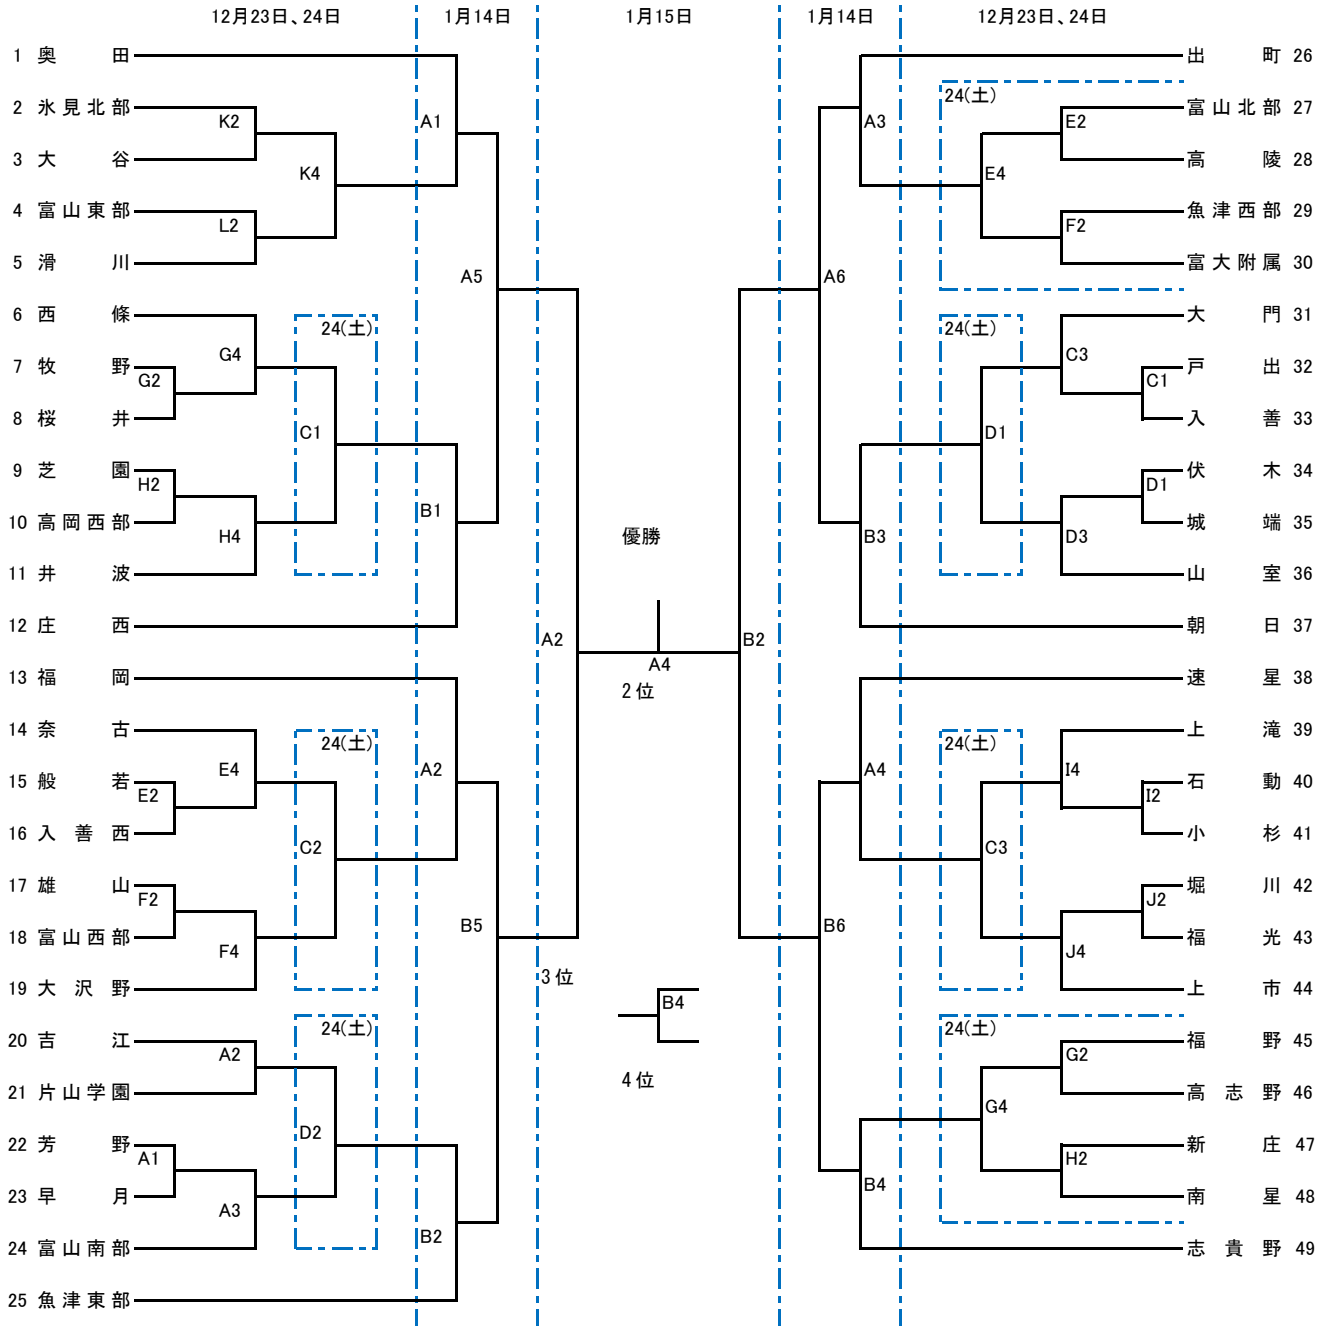 12月23日、24日
1月14日
1月15日
1月14日
12月23日、24日
1 奥田
2 氷見北部
3 大谷
4 富山東部
5 滑川
6 西條
7 牧野
8 桜井
9 芝園
10 高岡西部
11 井波
12 庄西
13 福岡
14 奈古
15 般若
16 入善西
17 雄山
18 富山西部
19 大沢野
20 吉江
21 片山学園
22 芳野
23 早月
24 富山南部
25 魚津東部
K2
L2
K4
G2
G4
H2
H4
24(土)
C1
E2
E4
F2
F4
24(土)
C2
A2
A1
A3
24(土)
D2
A1
B1
A2
B2
A5
B5
A2
優勝
A4
2位
3位
B4
4位
B2
A6
B6
A3
B3
A4
B4
24(土)
E2
E4
F2
24(土)
C3
C1
D1
D1
D3
24(土)
I4
I2
C3
J2
J4
24(土)
G2
G4
H2
出町 26
富山北部 27
高陵 28
魚津西部 29
富大附属 30
大門 31
戸出 32
入善 33
伏木 34
城端 35
山室 36
朝日 37
速星 38
上滝 39
石動 40
小杉 41
堀川 42
福光 43
上市 44
福野 45
高志野 46
新庄 47
南星 48
志貴野 49